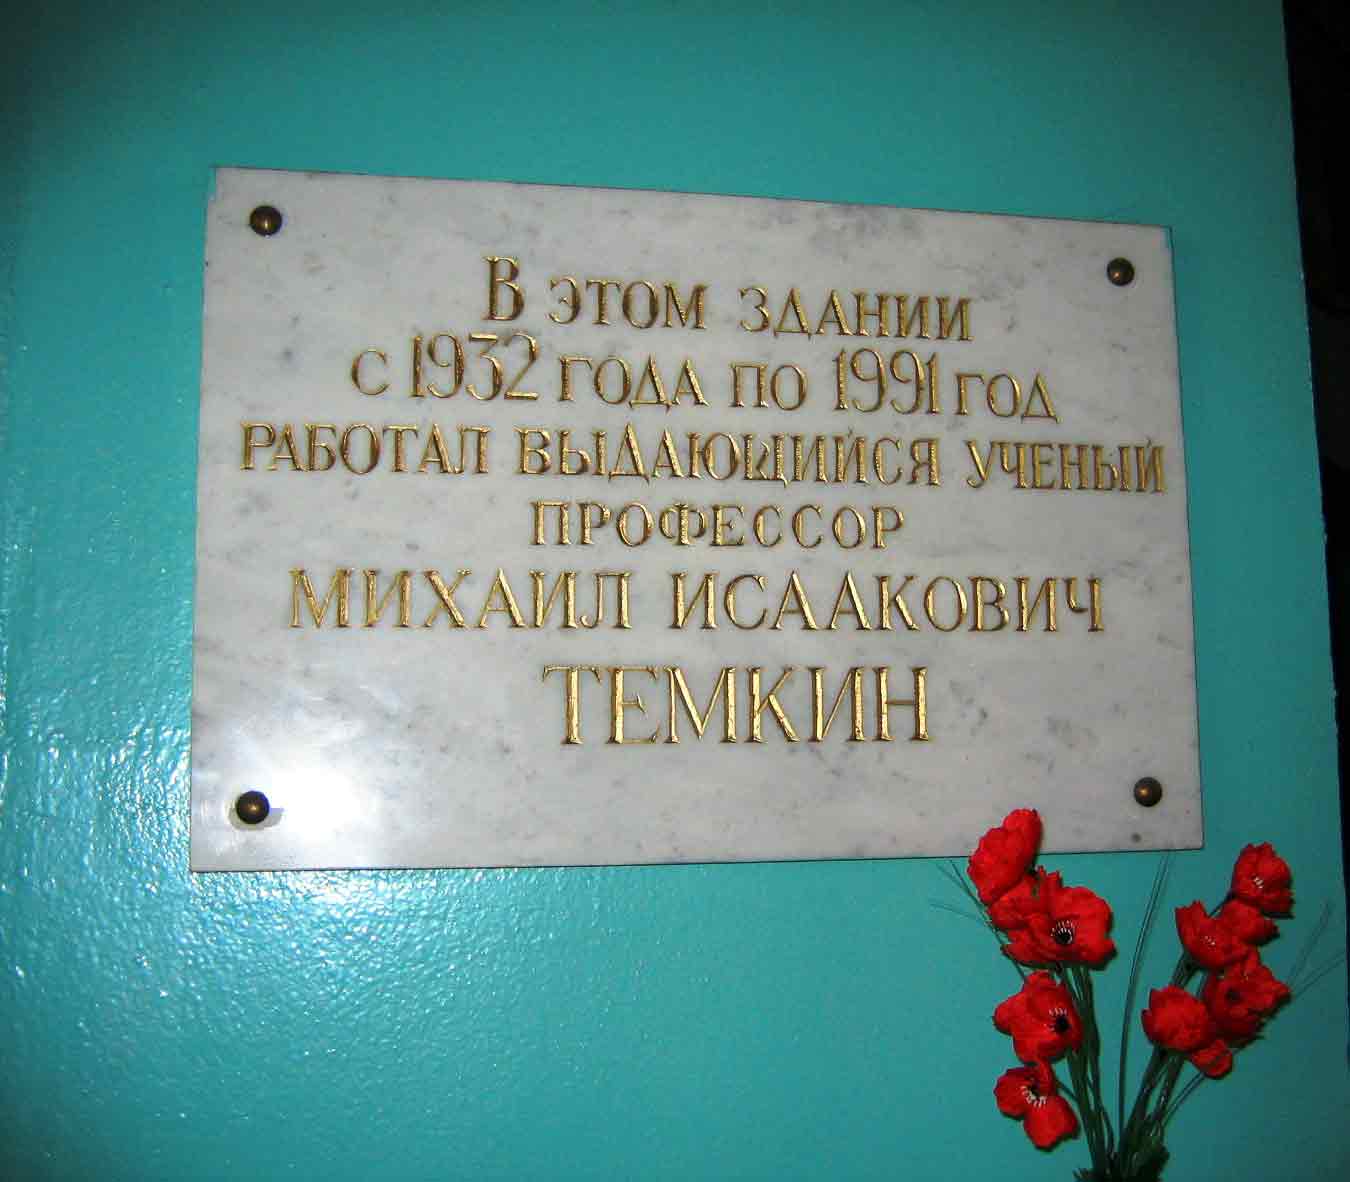 В ЭТОМ ЗДАНИИ
С 1932 ГОДА ПО 1991 ГОД
РАБОТАЛ ВЫДАЮЩИЙСЯ УЧЕНЫЙ
ПРОФЕССОР
МИХАИЛ ИСААКОВИЧ
ТЕМКИН